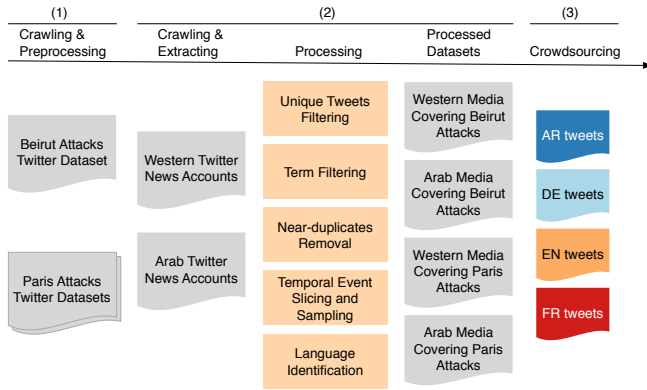 (1)
(2)
(3)
Crawling &
Preprocessing
Crawling &
Extracting
Processing
Processed
Datasets
Crowdsourcing
Beirut Attacks
Twitter Dataset
Paris Attacks
Twitter Datasets
Western Twitter
News Accounts
Arab Twitter
News Accounts
Unique Tweets
Filtering
Term Filtering
Near-duplicates
Removal
Temporal Event
Slicing and
Sampling
Language
Identification
Western Media
Covering Beirut
Attacks
Arab Media
Covering Beirut
Attacks
Western Media
Covering Paris
Attacks
Arab Media
Covering Paris
Attacks
AR tweets
DE tweets
EN tweets
FR tweets